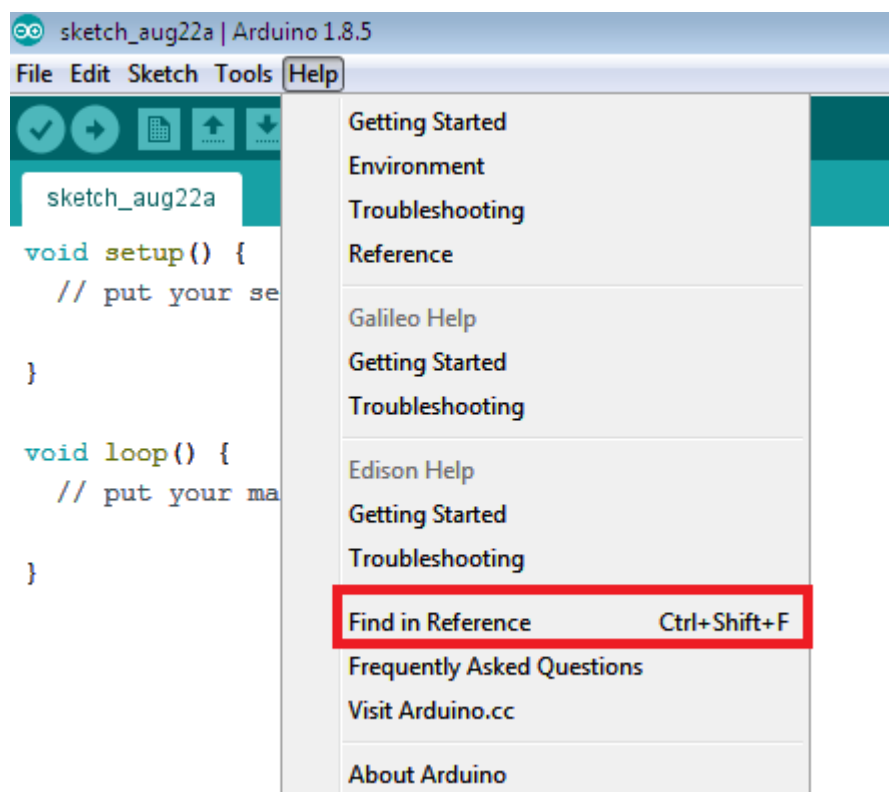 sketch_aug22a | Arduino 1.8.5
File Edit Sketch Tools Help
sketch_aug22a
void setup() {
// put your se
}
void loop() {
// put your ma
}
Getting Started
Environment
Troubleshooting
Reference
Galileo Help
Getting Started
Troubleshooting
Edison Help
Getting Started
Troubleshooting
Find in Reference Ctrl+Shift+F
Frequently Asked Questions
Visit Arduino.cc
About Arduino